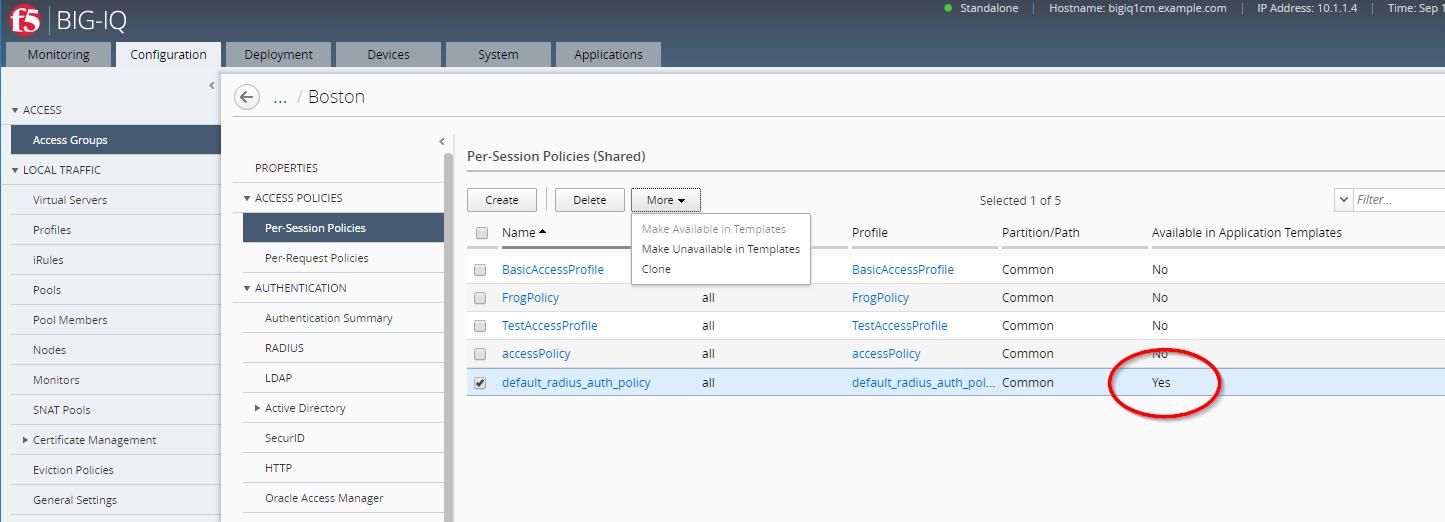 f5 BIG-IQ
Standalone Hostname: bigiq1cm.example.com IP Address: 10.1.1.4 Time: Sep 1
Monitoring Configuration Deployment Devices System Applications
ACCESS
Access Groups
LOCAL TRAFFIC
Virtual Servers
Profiles
iRules
Pools
Pool Members
Nodes
Monitors
SNAT Pools
Certificate Management
Eviction Policies
General Settings
... / Boston
PROPERTIES
ACCESS POLICIES
Per-Session Policies
Per-Request Policies
AUTHENTICATION
Authentication Summary
RADIUS
LDAP
Active Directory
SecurID
HTTP
Oracle Access Manager
Per-Session Policies (Shared)
Create Delete More Selected 1 of 5 Filter...
Make Available in Templates
Make Unavailable in Templates
Clone
Name Profile Partition/Path Available in Application Templates
BasicAccessProfile BasicAccessProfile Common No
FrogPolicy all FrogPolicy Common No
TestAccessProfile all TestAccessProfile Common No
accessPolicy all accessPolicy Common No
default_radius_auth_policy all default_radius_auth_pol... Common Yes